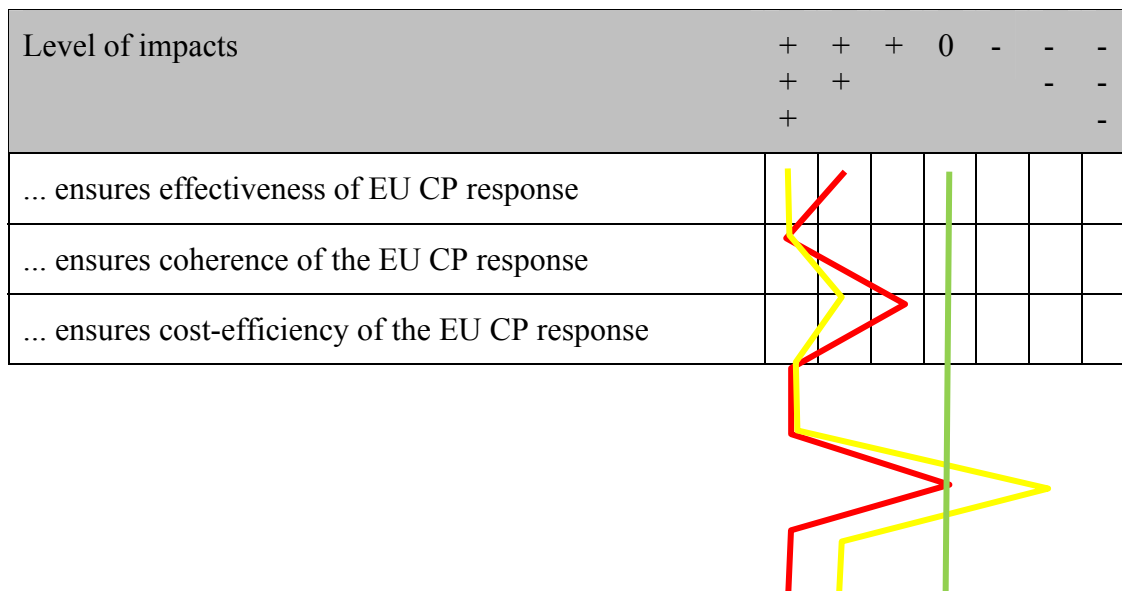 Level of impacts + + + 0 - - -
+ + - -
+ -
... ensures effectiveness of EU CP response
... ensures coherence of the EU CP response
... ensures cost-efficiency of the EU CP response